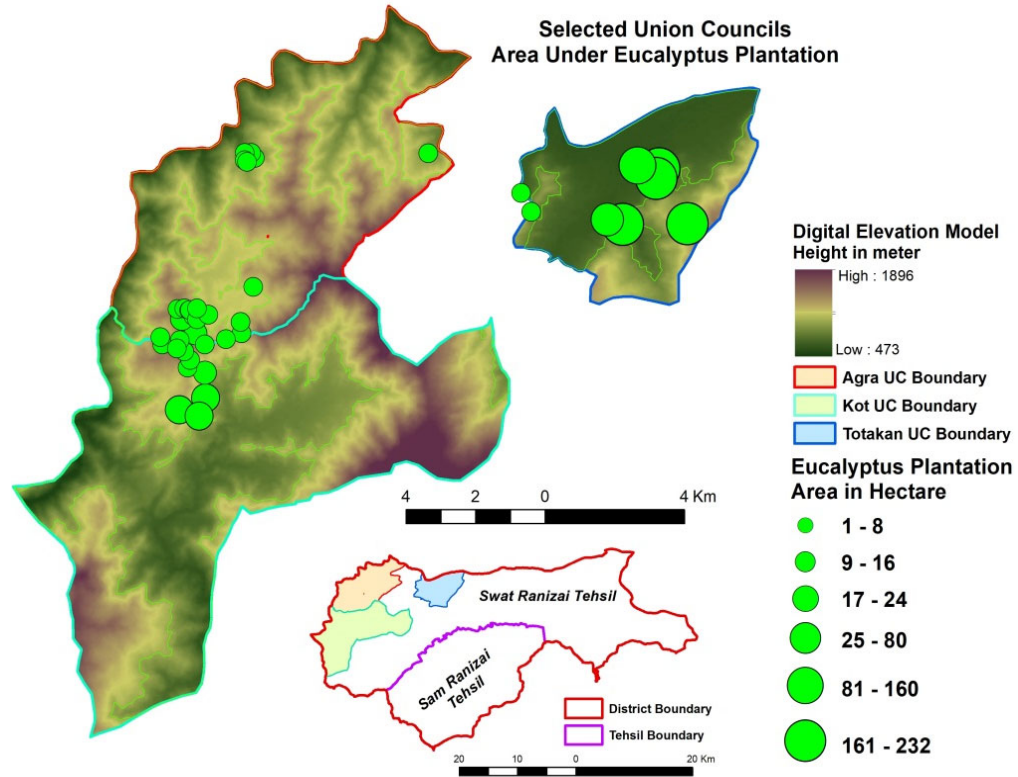 Selected Union Councils
Area Under Eucalyptus Plantation
Digital Elevation Model
Height in meter
High : 1896
Low : 473
Agra UC Boundary
Kot UC Boundary
Totakan UC Boundary
Eucalyptus Plantation
Area in Hectare
1 - 8
9 - 16
17 - 24
25 - 80
81 - 160
161 - 232
4 2 0 4 Km
Swat Ranizai Tehsil
Sam Ranizai
Tehsil
District Boundary
Tehsil Boundary
20 10 0 20 Km